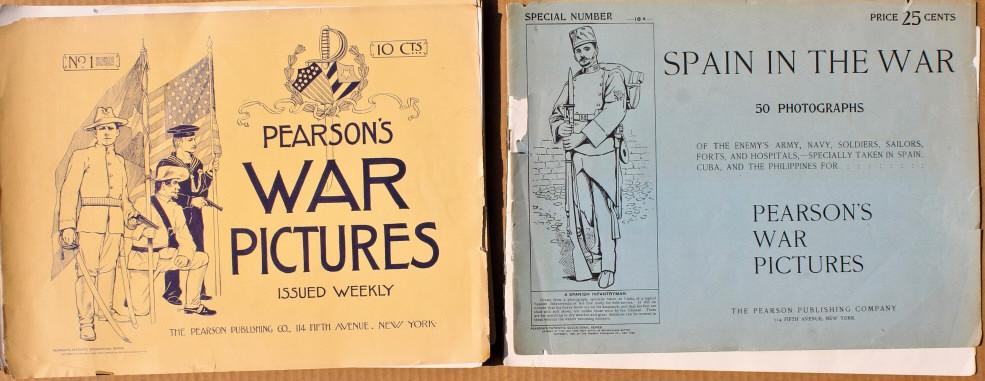 No 1
10 CTS.
PEARSON'S
WAR
PICTURES
ISSUED WEEKLY
THE PEARSON PUBLISHING CO., 114 FIFTH AVENUE. NEW YORK.
SPECIAL NUMBER
PRICE 25 CENTS
SPAIN IN THE WAR
50 PHOTOGRAPHS
OF THE ENEMY'S ARMY, NAVY, SOLDIERS, SAILORS,
FORTS, AND HOSPITALS,—SPECIALLY TAKEN IN SPAIN,
CUBA, AND THE PHILIPPINES FOR : : : : : : : : :
PEARSON'S
WAR
PICTURES
A SPANISH INFANTRYMAN.
THE PEARSON PUBLISHING COMPANY
114 FIFTH AVENUE, NEW YORK